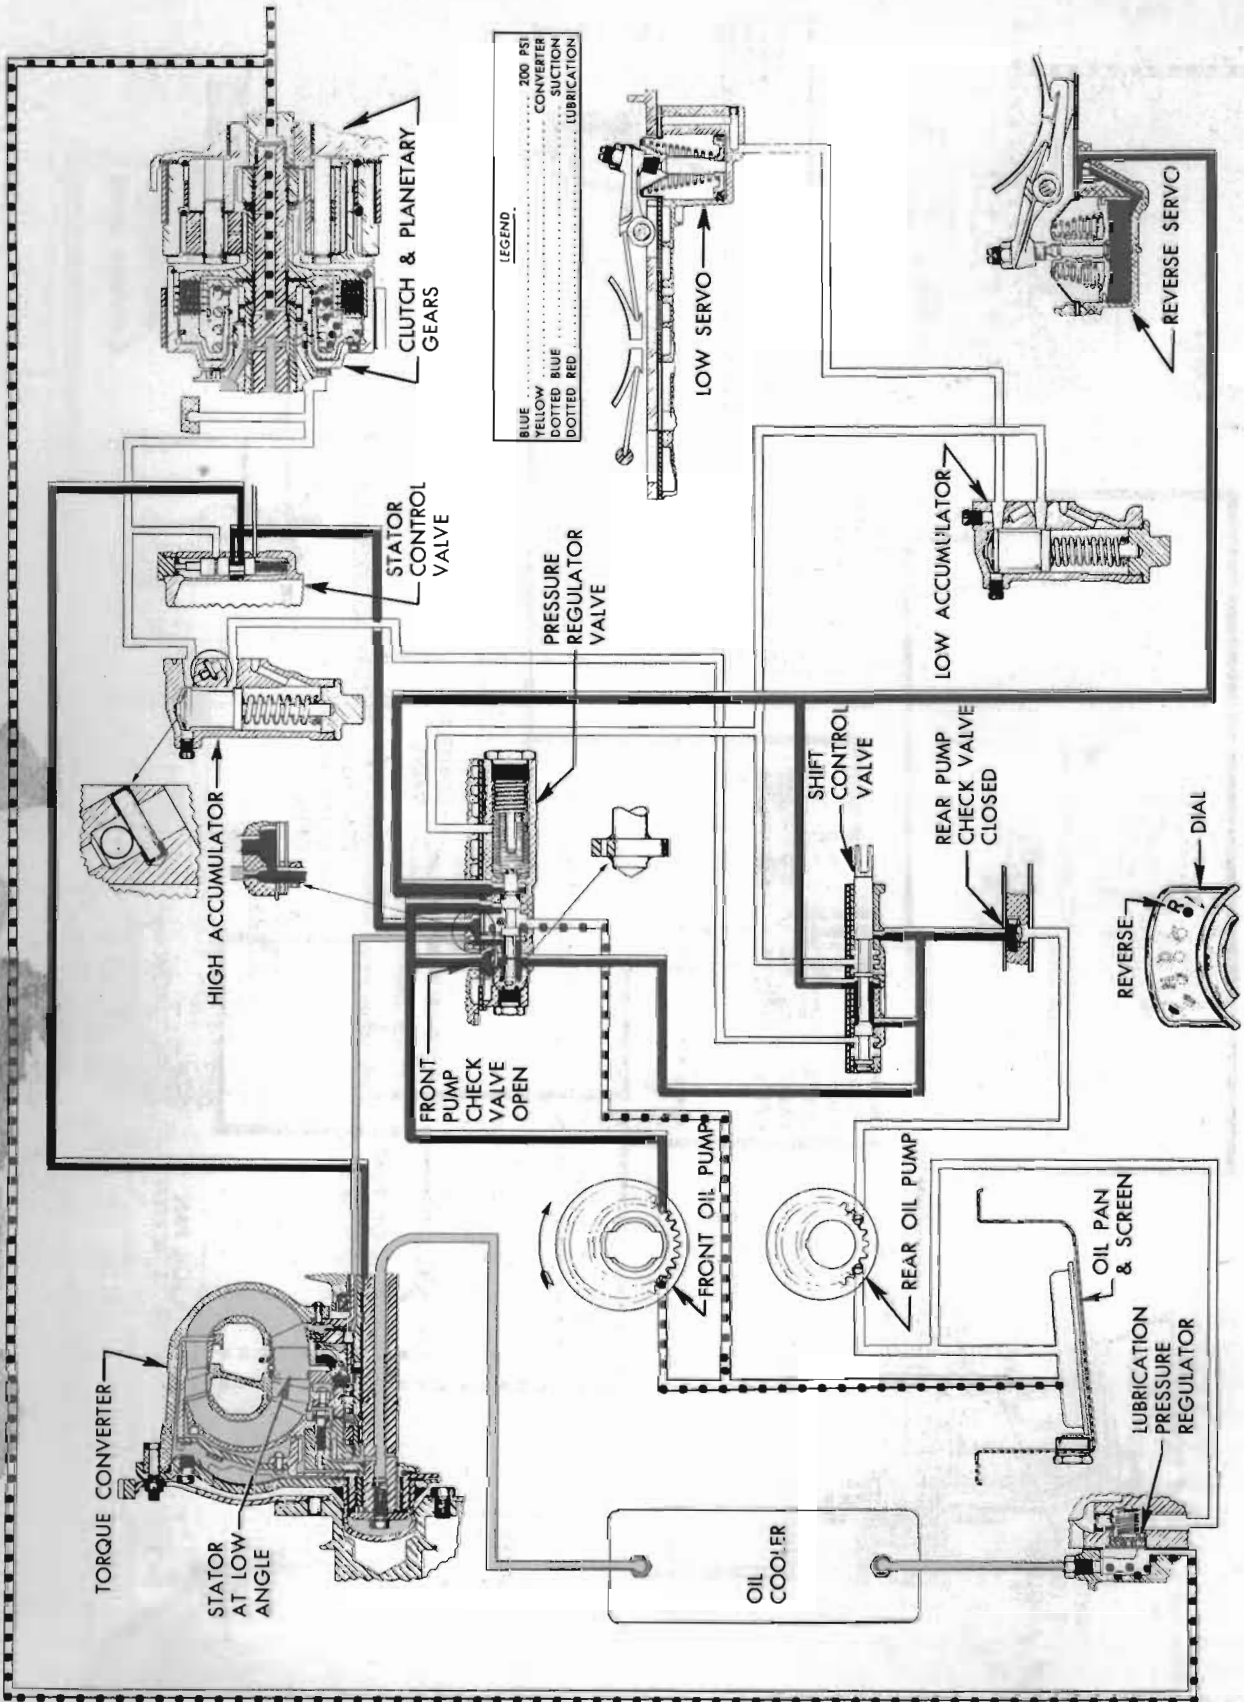 TORQUE CONVERTER
STATOR
AT LOW
ANGLE
HIGH ACCUMULATOR
STATOR
CONTROL
VALVE
CLUTCH & PLANETARY
GEARS
LEGEND
BLUE .......... 200 PSI
YELLOW .......... CONVERTER
DOTTED BLUE .......... SUCTION
DOTTED RED .......... LUBRICATION
FRONT
PUMP
CHECK
VALVE
OPEN
PRESSURE
REGULATOR
VALVE
LOW SERVO
OIL
COOLER
FRONT OIL PUMP
REAR OIL PUMP
SHIFT
CONTROL
VALVE
REAR PUMP
CHECK VALVE
CLOSED
LOW ACCUMULATOR
REVERSE SERVO
LUBRICATION
PRESSURE
REGULATOR
OIL PAN
& SCREEN
REVERSE
R
DIAL